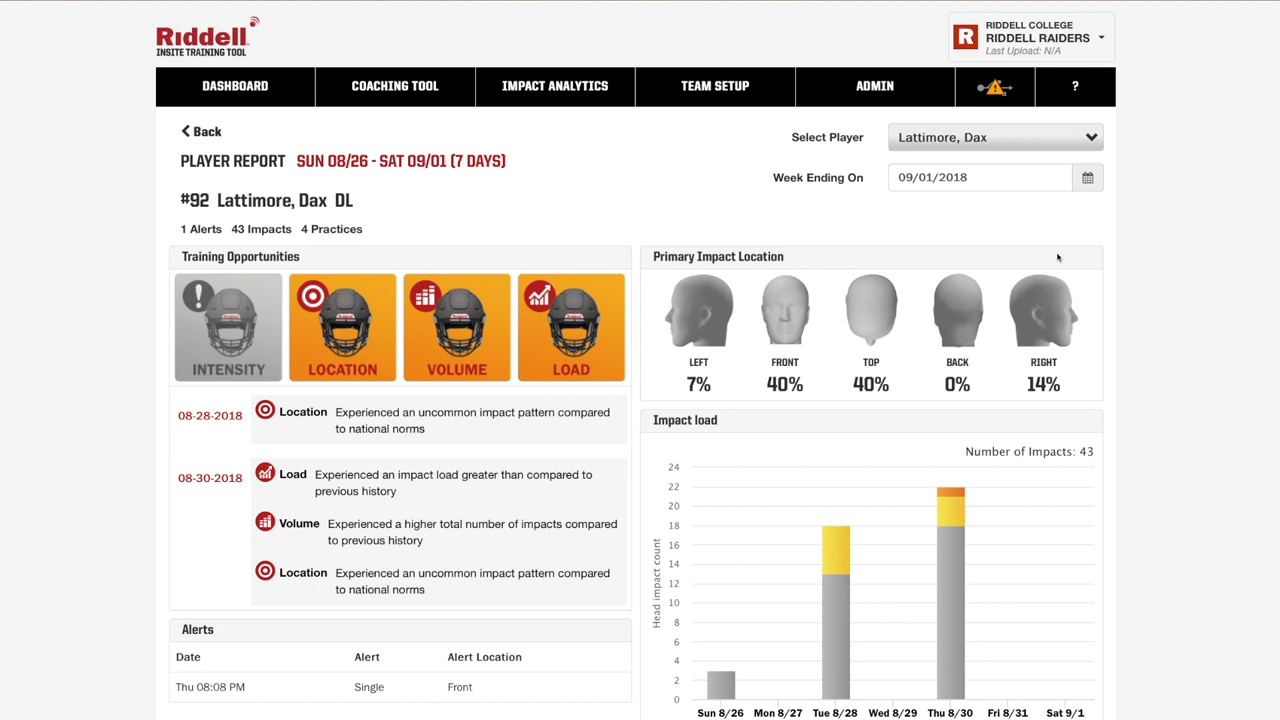 Riddell
INSITE TRAINING TOOL
RIDDELL COLLEGE
R
RIDDELL RAIDERS
Last Upload: N/A
DASHBOARD COACHING TOOL IMPACT ANALYTICS TEAM SETUP ADMIN ?
Back
Select Player Lattimore, Dax
PLAYER REPORT SUN 08/26 - SAT 09/01 (7 DAYS)
Week Ending On 09/01/2018
#92 Lattimore, Dax DL
1 Alerts 43 Impacts 4 Practices
Training Opportunities
INTENSITY LOCATION VOLUME LOAD
08-28-2018 Location Experienced an uncommon impact pattern compared
to national norms
08-30-2018 Load Experienced an impact load greater than compared to
previous history
Volume Experienced a higher total number of impacts compared
to previous history
Location Experienced an uncommon impact pattern compared
to national norms
Alerts
Date Alert Alert Location
Thu 08:08 PM Single Front
Primary Impact Location
LEFT FRONT TOP BACK RIGHT
7% 40% 40% 0% 14%
Impact load
Number of Impacts: 43
Head impact count
24
22
20
18
16
14
12
10
8
6
4
2
0
Sun 8/26 Mon 8/27 Tue 8/28 Wed 8/29 Thu 8/30 Fri 8/31 Sat 9/1